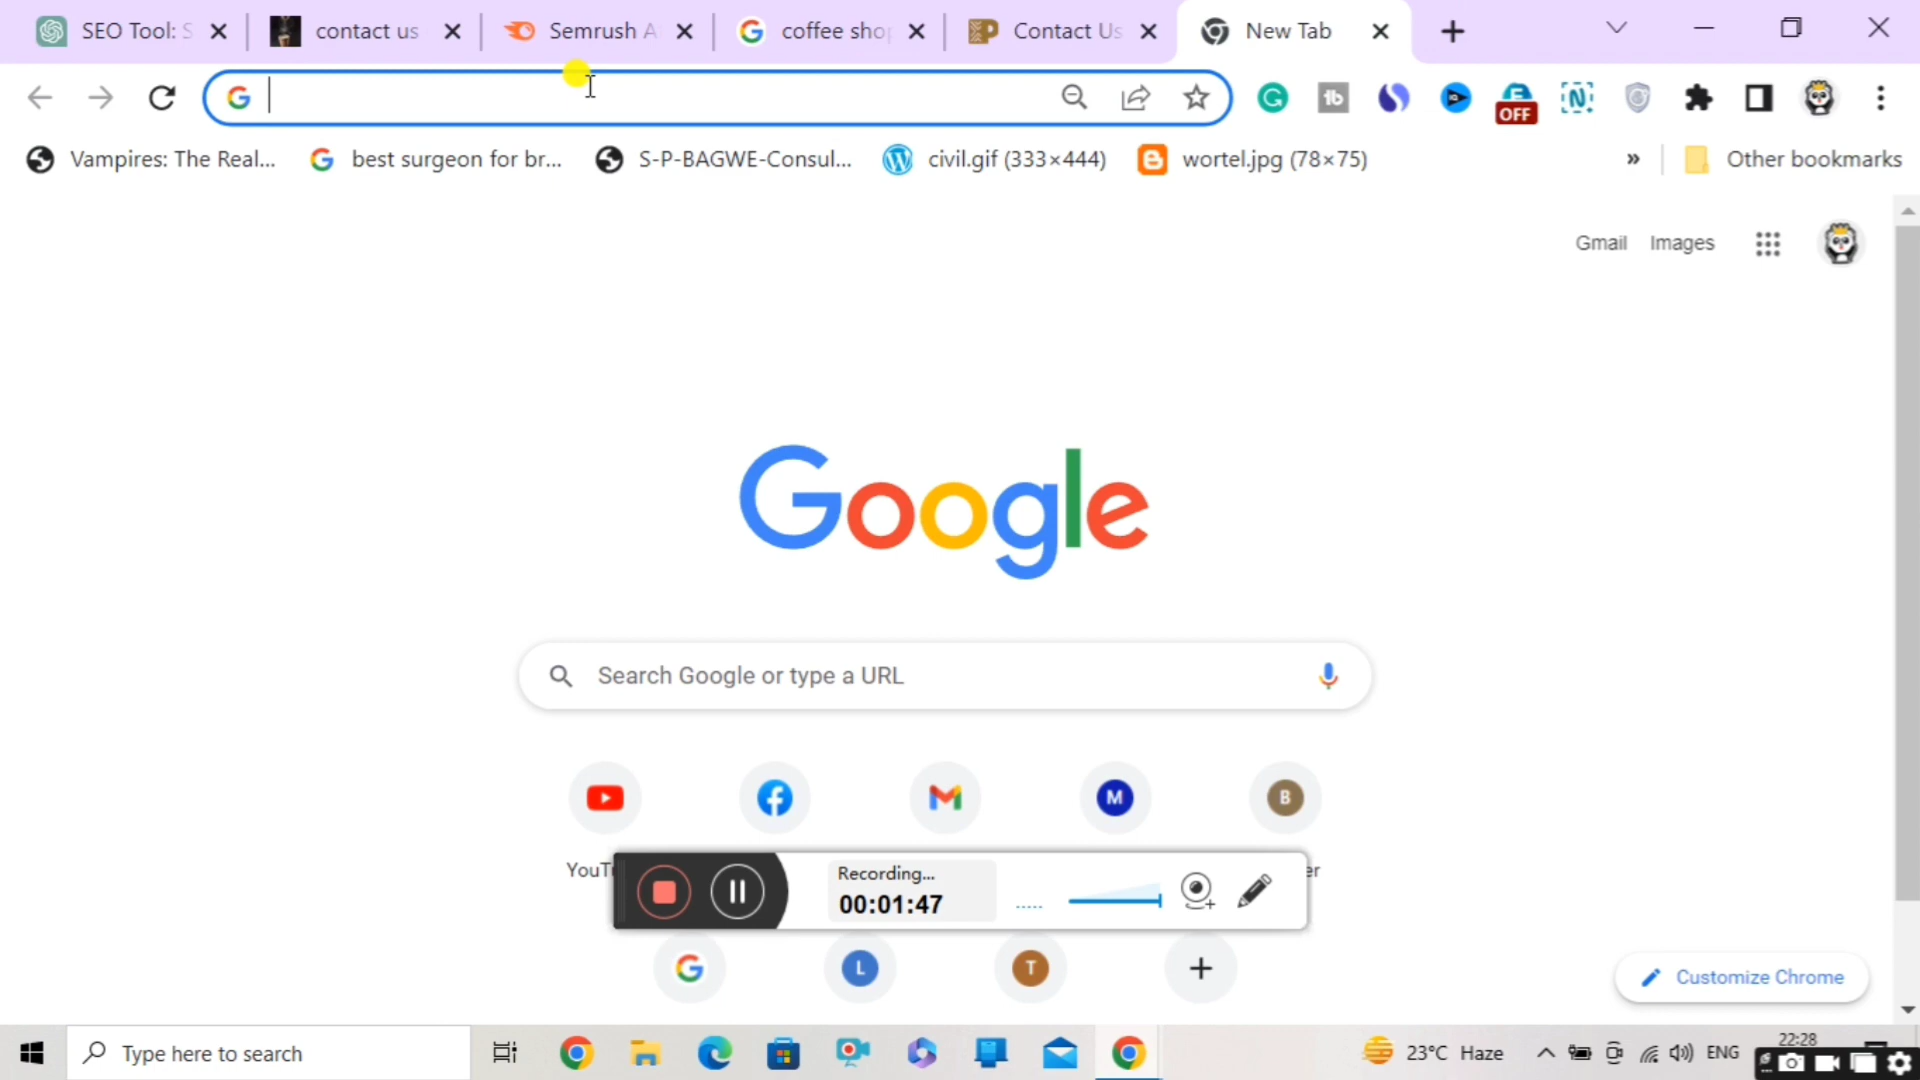 SEO Tool: S
contact us
Semrush A
coffee shop
Contact Us
New Tab
OFF
Vampires: The Real...
best surgeon for br...
S-P-BAGWE-Consul...
civil.gif (333×444)
wortel.jpg (78×75)
»
Other bookmarks
Gmail
Images
Google
Search Google or type a URL
M
B
YouT
er
Recording...
00:01:47
L
T
Customize Chrome
Type here to search
23°C Haze
ENG
22:28